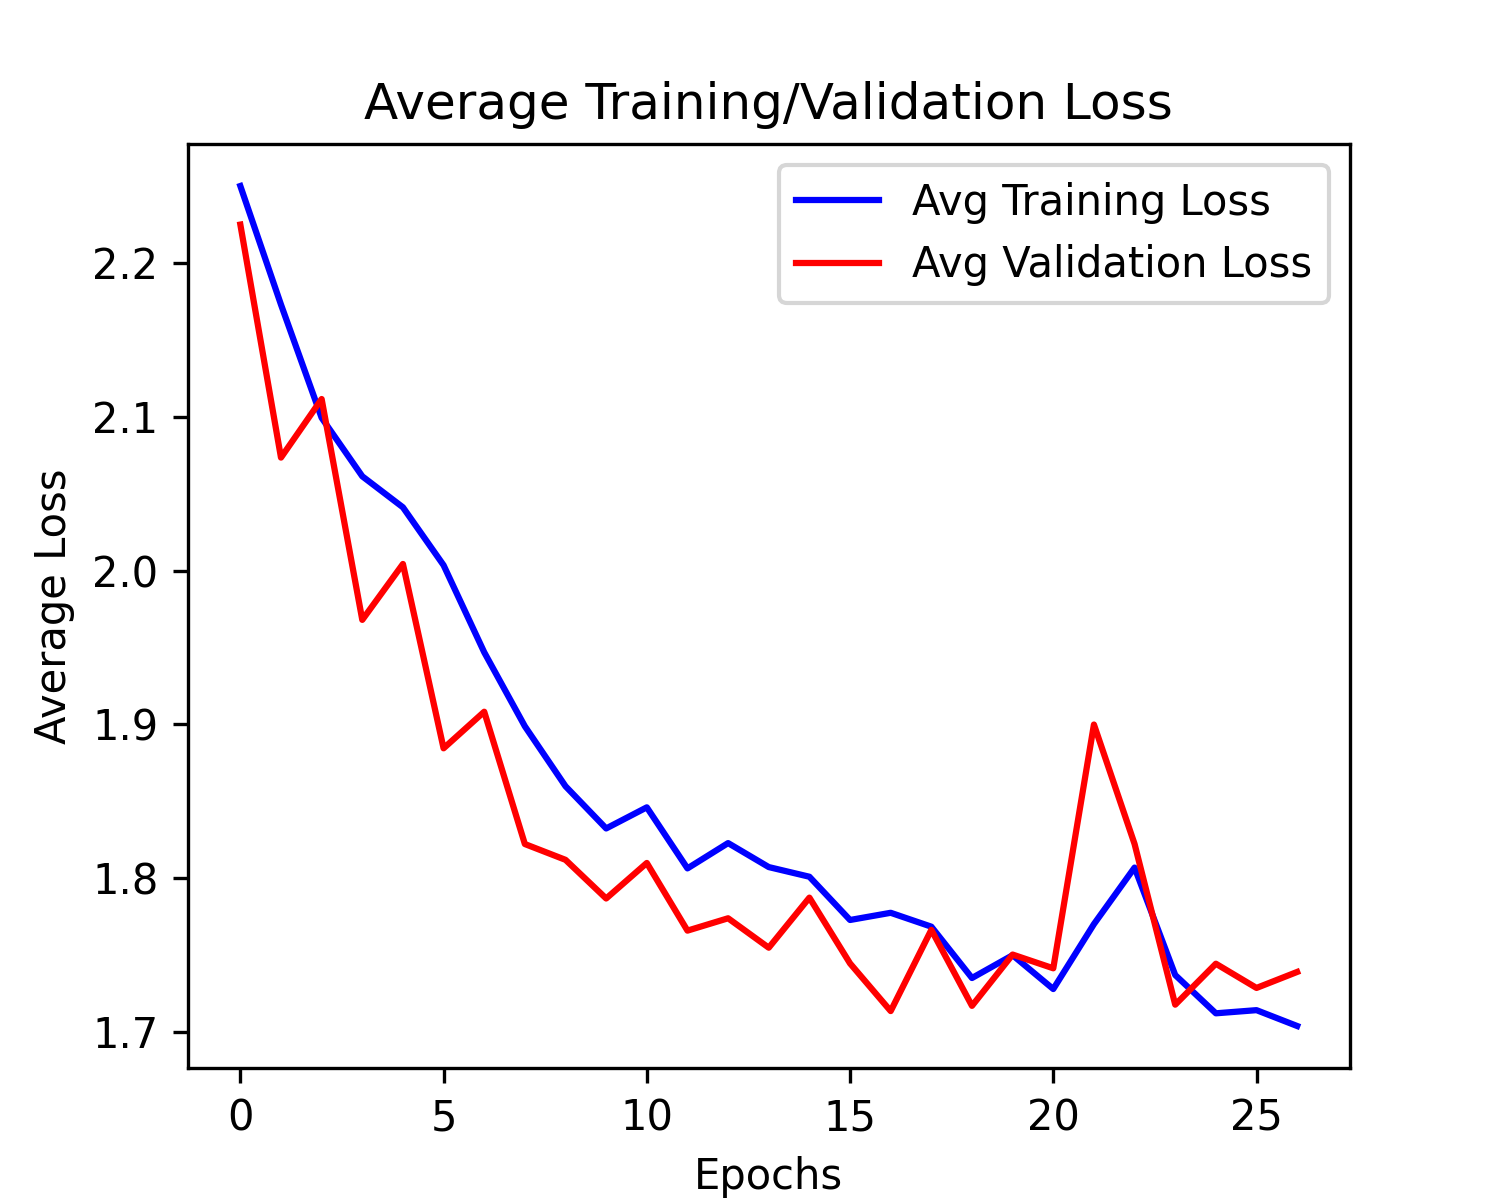 Average Training/Validation Loss
Avg Training Loss
Avg Validation Loss
2.2
2.1
2.0
1.9
1.8
1.7
Average Loss
0 5 10 15 20 25
Epochs